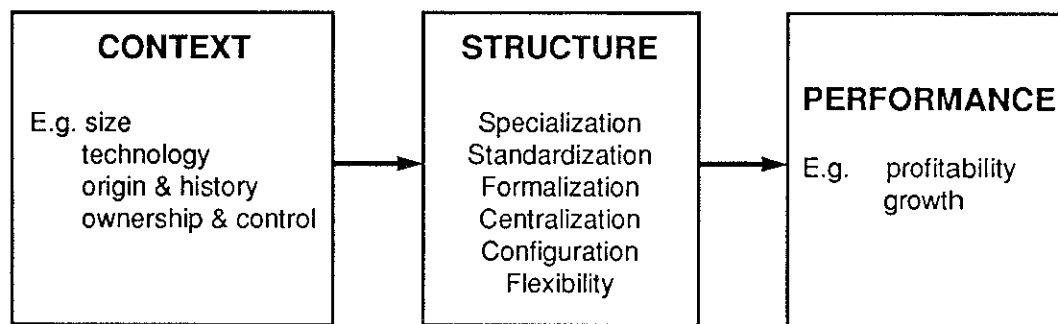 CONTEXT
E.g. size
technology
origin & history
ownership & control
STRUCTURE
Specialization
Standardization
Formalization
Centralization
Configuration
Flexibility
PERFORMANCE
E.g. profitability
growth